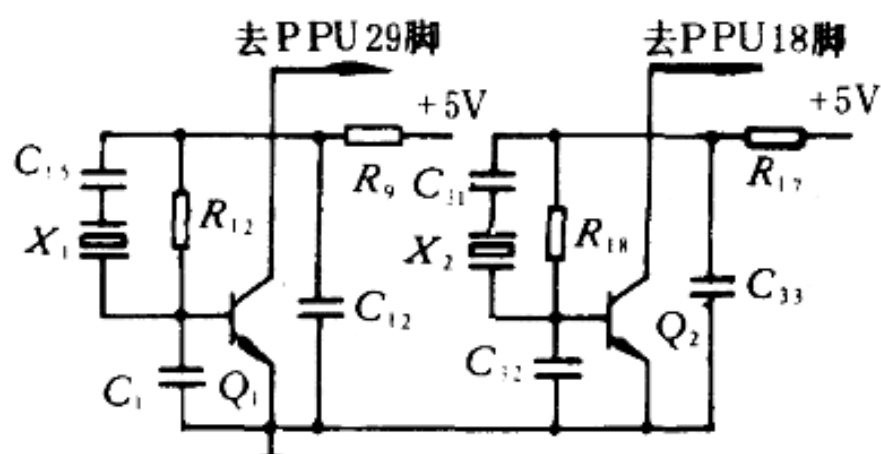 去PPU29脚
去PPU18脚
+5V
+5V
C15
R9
C31
R17
X1
R12
X2
R18
C12
Q2
C33
C1
Q1
C32